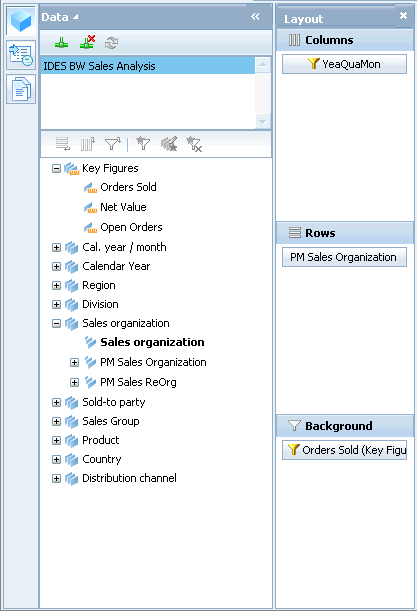 Data
IDES BW Sales Analysis
Key Figures
Orders Sold
Net Value
Open Orders
Cal. year / month
Calendar Year
Region
Division
Sales organization
Sales organization
PM Sales Organization
PM Sales ReOrg
Sold-to party
Sales Group
Product
Country
Distribution channel
Layout
Columns
YeaQuaMon
Rows
PM Sales Organization
Background
Orders Sold (Key Figu